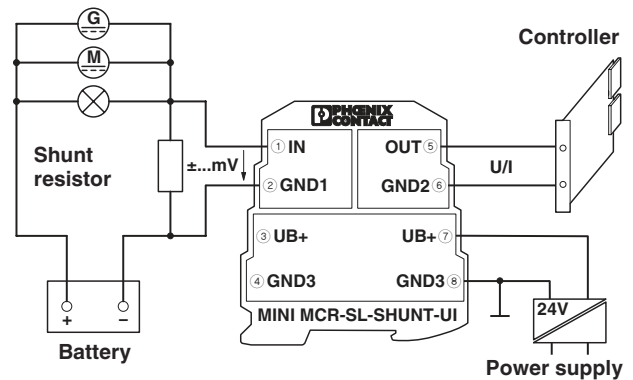 G
M
Controller
PHŒNIX
CONTACT
Shunt
resistor
±...mV
1 IN
OUT 5
U/I
2 GND1
GND2 6
3 UB+
UB+ 7
4 GND3
GND3 8
MINI MCR-SL-SHUNT-UI
24V
+
−
Battery
Power supply